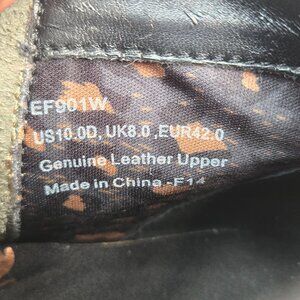 EF901W
US10.0D, UK8.0 ,EUR42.0
Genuine Leather Upper
Made in China -F14